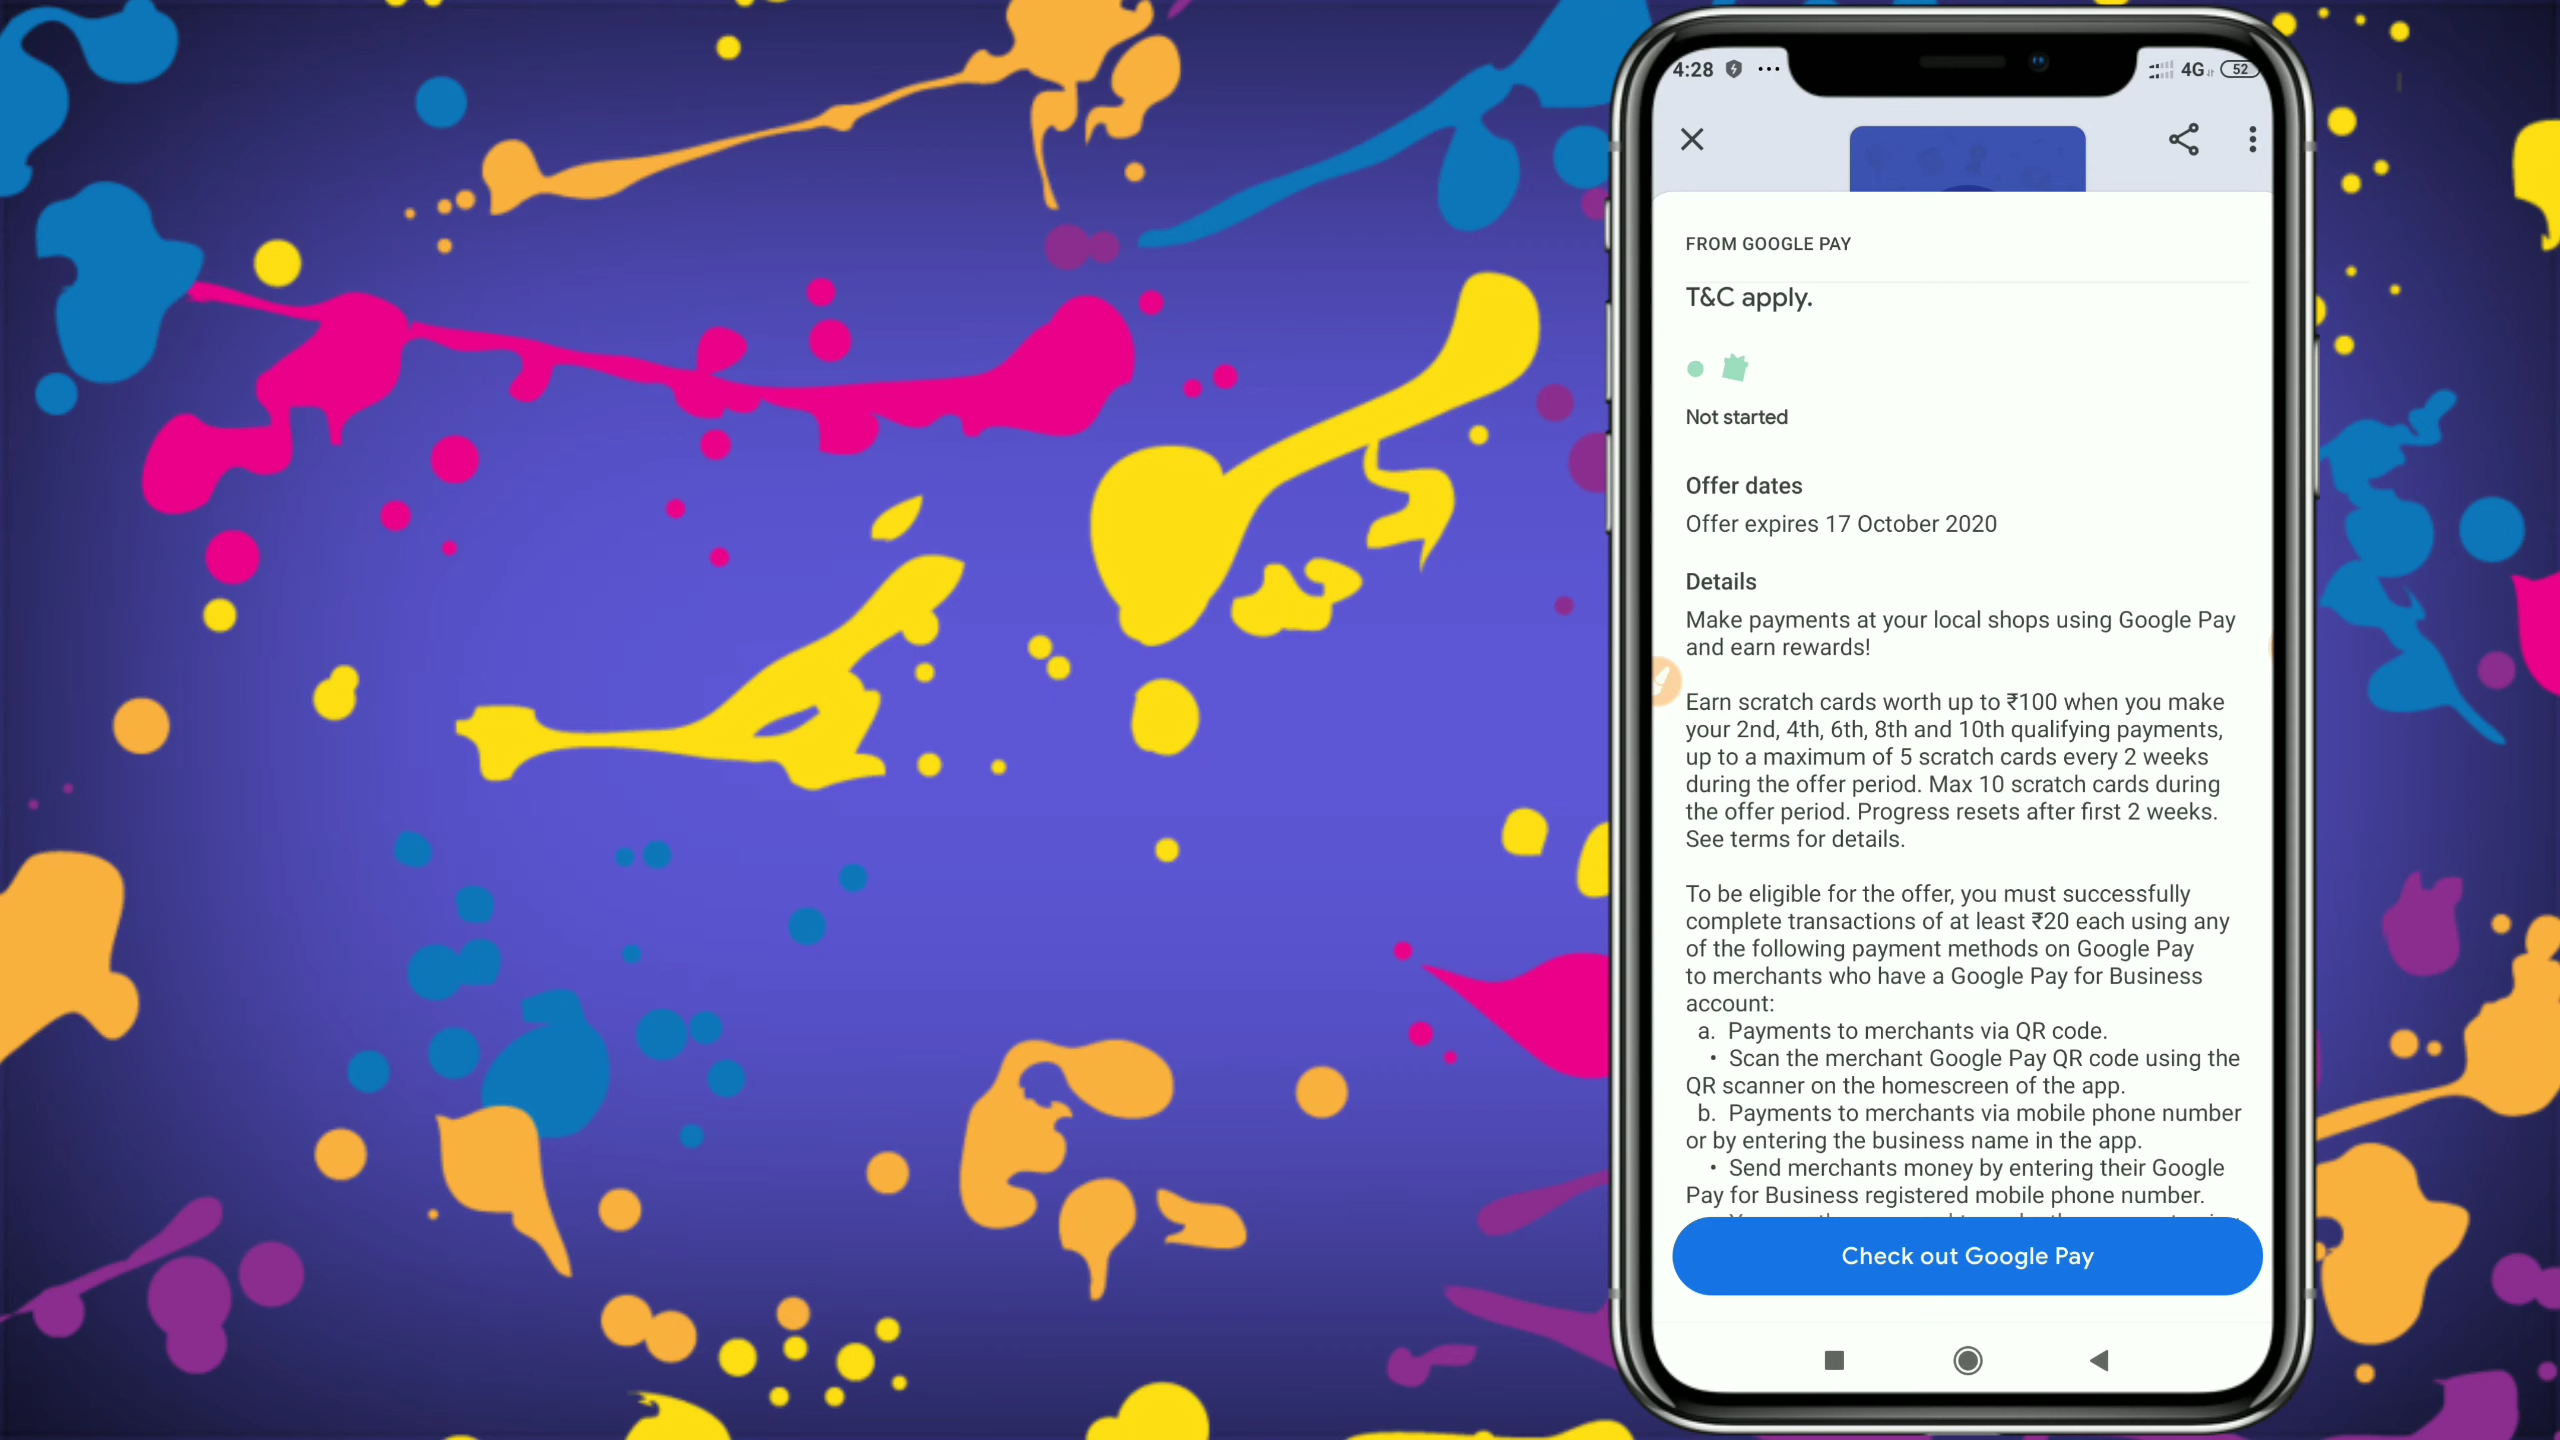 4:28
4G
52
FROM GOOGLE PAY
T&C apply.
Not started
Offer dates
Offer expires 17 October 2020
Details
Make payments at your local shops using Google Pay
and earn rewards!
Earn scratch cards worth up to ₹100 when you make
your 2nd, 4th, 6th, 8th and 10th qualifying payments,
up to a maximum of 5 scratch cards every 2 weeks
during the offer period. Max 10 scratch cards during
the offer period. Progress resets after first 2 weeks.
See terms for details.
To be eligible for the offer, you must successfully
complete transactions of at least ₹20 each using any
of the following payment methods on Google Pay
to merchants who have a Google Pay for Business
account:
a. Payments to merchants via QR code.
• Scan the merchant Google Pay QR code using the
QR scanner on the homescreen of the app.
b. Payments to merchants via mobile phone number
or by entering the business name in the app.
• Send merchants money by entering their Google
Pay for Business registered mobile phone number.
Check out Google Pay